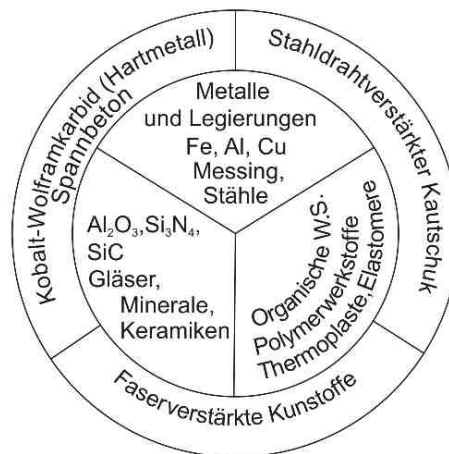 Kobalt-Wolframkarbid (Hartmetall)
Spannbeton
Stahldrahtverstärkter Kautschuk
Metalle
und Legierungen
Fe, Al, Cu
Messing,
Stähle
Al₂O₃,Si₃N₄,
SiC
Gläser,
Minerale,
Keramiken
Organische W.S.
Polymerwerkstoffe
Thermoplaste,Elastomere
Faserverstärkte Kunstoffe